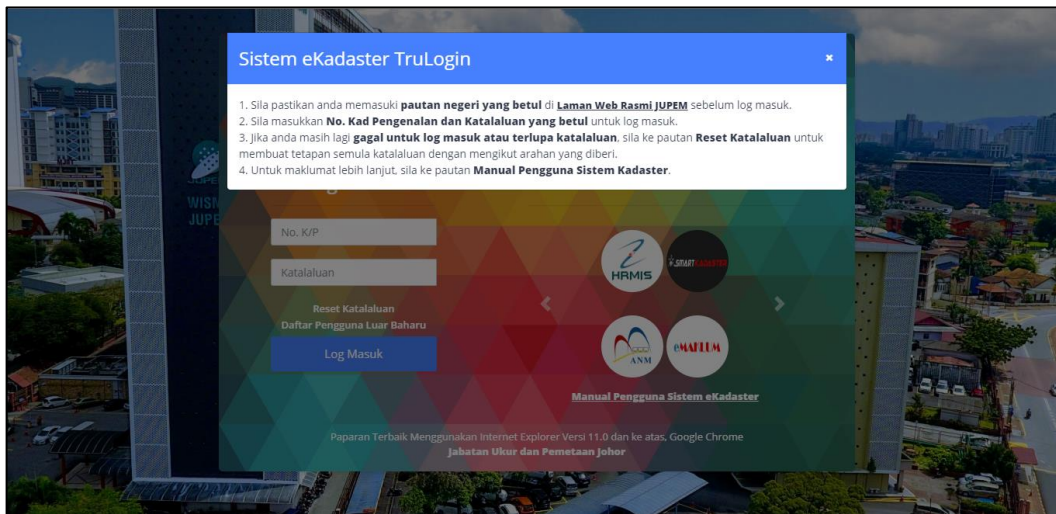 Sistem eKadaster TruLogin
×
1. Sila pastikan anda memasuki pautan negeri yang betul di Laman Web Rasmi JUPEM sebelum log masuk.
2. Sila masukkan No. Kad Pengenalan dan Katalaluan yang betul untuk log masuk.
3. Jika anda masih lagi gagal untuk log masuk atau terlupa katalaluan, sila ke pautan Reset Katalaluan untuk
membuat tetapan semula katalaluan dengan mengikut arahan yang diberi.
4. Untuk maklumat lebih lanjut, sila ke pautan Manual Pengguna Sistem Kadaster.
WISM
JUPE
No. K/P
Katalaluan
Reset Katalaluan
Daftar Pengguna Luar Baharu
Log Masuk
HRMIS
eSMARTKADASTER
ANM
eMAKLUM
Manual Pengguna Sistem eKadaster
Paparan Terbaik Menggunakan Internet Explorer Versi 11.0 dan ke atas, Google Chrome
Jabatan Ukur dan Pemetaan Johor